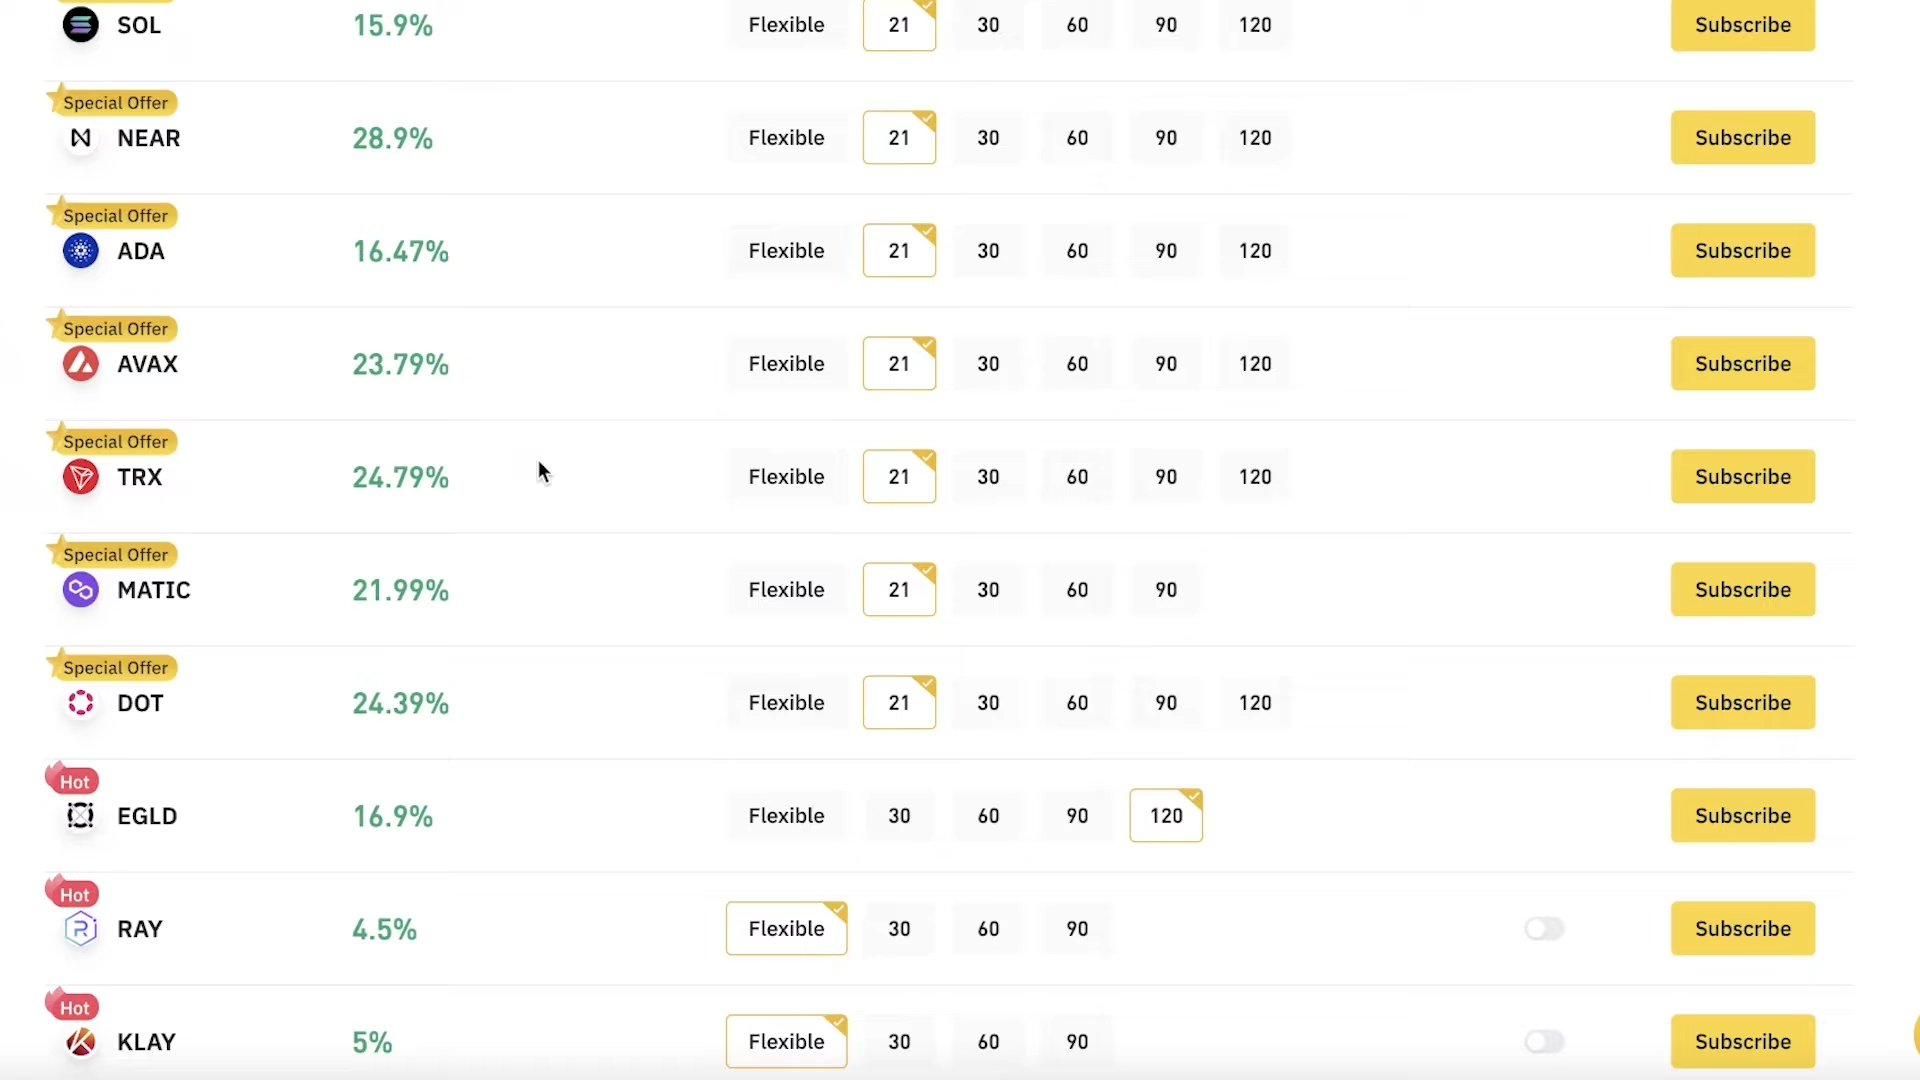 SOL 15.9% Flexible 21 30 60 90 120 Subscribe
Special Offer
NEAR 28.9% Flexible 21 30 60 90 120 Subscribe
Special Offer
ADA 16.47% Flexible 21 30 60 90 120 Subscribe
Special Offer
AVAX 23.79% Flexible 21 30 60 90 120 Subscribe
Special Offer
TRX 24.79% Flexible 21 30 60 90 120 Subscribe
Special Offer
MATIC 21.99% Flexible 21 30 60 90 Subscribe
Special Offer
DOT 24.39% Flexible 21 30 60 90 120 Subscribe
Hot
EGLD 16.9% Flexible 30 60 90 120 Subscribe
Hot
RAY 4.5% Flexible 30 60 90 Subscribe
Hot
KLAY 5% Flexible 30 60 90 Subscribe